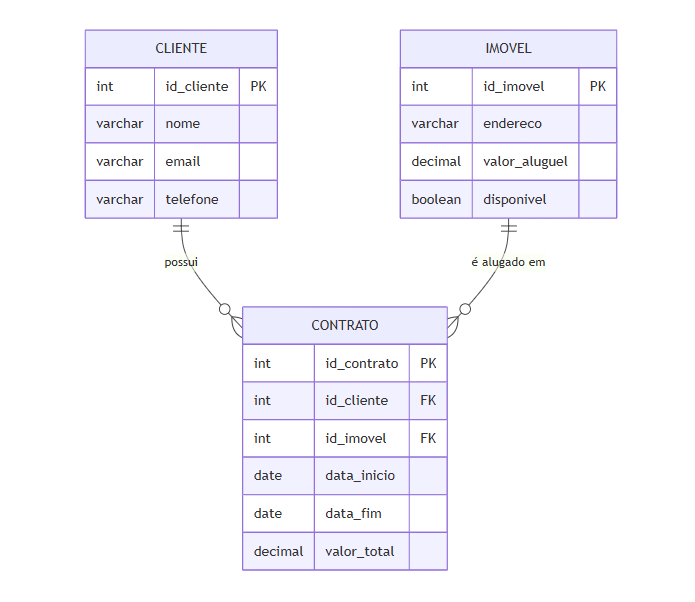 CLIENTE
int id_cliente PK
varchar nome
varchar email
varchar telefone
IMOVEL
int id_imovel PK
varchar endereco
decimal valor_aluguel
boolean disponivel
possui
é alugado em
CONTRATO
int id_contrato PK
int id_cliente FK
int id_imovel FK
date data_inicio
date data_fim
decimal valor_total